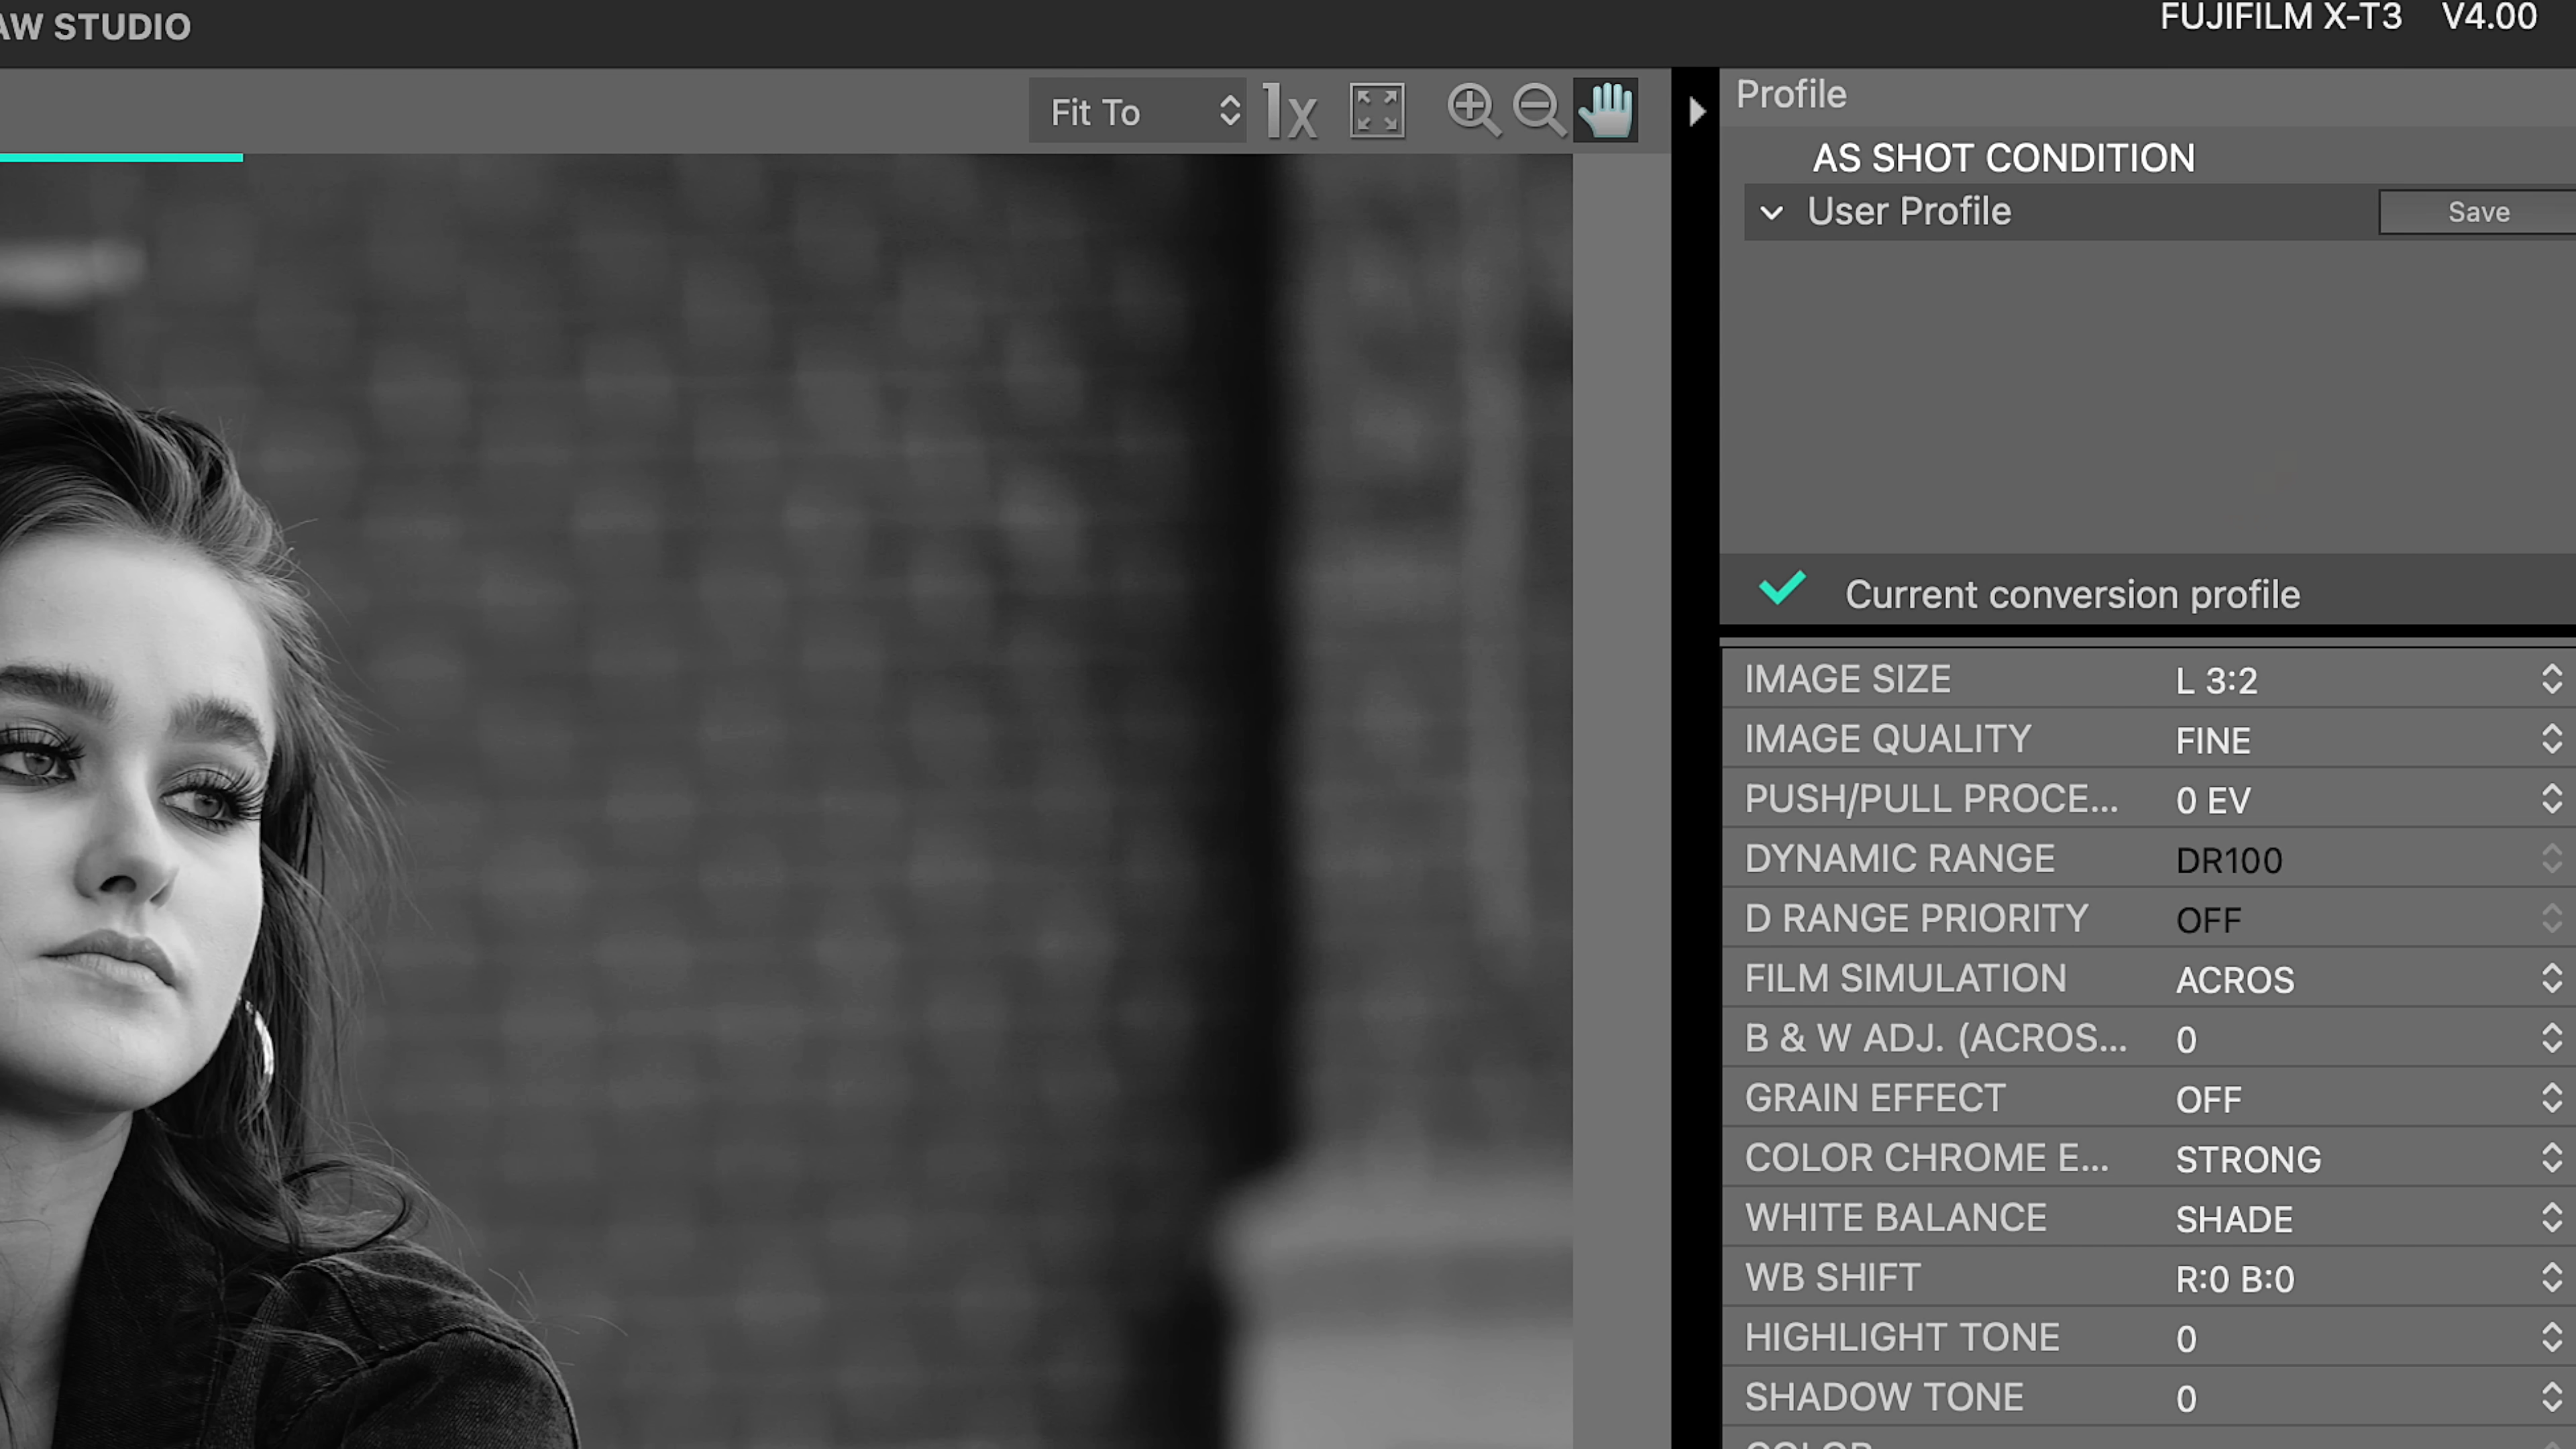 AW STUDIO
FUJIFILM X-T3 V4.00
Fit To
1x
Profile
AS SHOT CONDITION
User Profile
Save
Current conversion profile
IMAGE SIZE L 3:2
IMAGE QUALITY FINE
PUSH/PULL PROCE... 0 EV
DYNAMIC RANGE DR100
D RANGE PRIORITY OFF
FILM SIMULATION ACROS
B & W ADJ. (ACROS... 0
GRAIN EFFECT OFF
COLOR CHROME E... STRONG
WHITE BALANCE SHADE
WB SHIFT R:0 B:0
HIGHLIGHT TONE 0
SHADOW TONE 0
COLOR